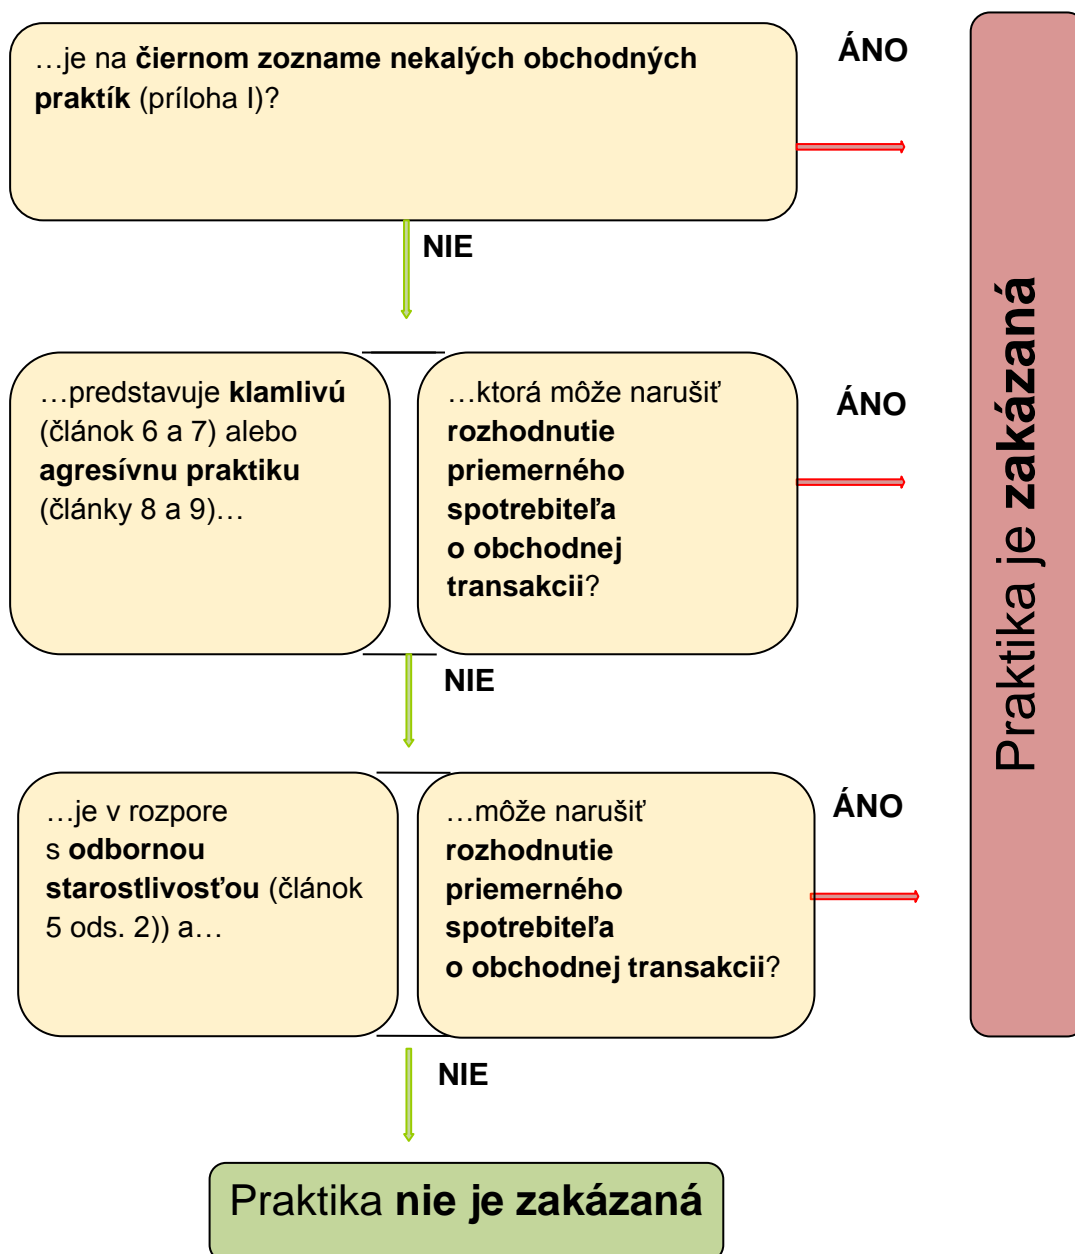 …je na čiernom zozname nekalých obchodných
praktík (príloha I)?
ÁNO
NIE
…predstavuje klamlivú
(článok 6 a 7) alebo
agresívnu praktiku
(články 8 a 9)…
…ktorá môže narušiť
rozhodnutie
priemerného
spotrebiteľa
o obchodnej
transakcii?
ÁNO
NIE
…je v rozpore
s odbornou
starostlivosťou (článok
5 ods. 2)) a…
…môže narušiť
rozhodnutie
priemerného
spotrebiteľa
o obchodnej transakcii?
ÁNO
NIE
Praktika nie je zakázaná
Praktika je zakázaná